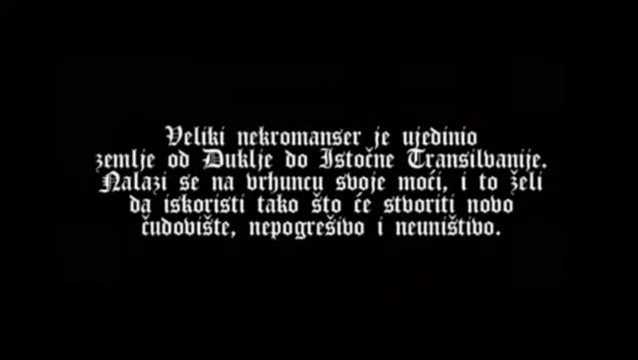 Veliki nekromanser je ujedinio
zemlje od Duklje do Istočne Transilvanije.
Nalazi se na vrhuncu svoje moći, i to želi
da iskoristi tako što će stvoriti novo
čudovište, nepogrešivo i neuništivo.